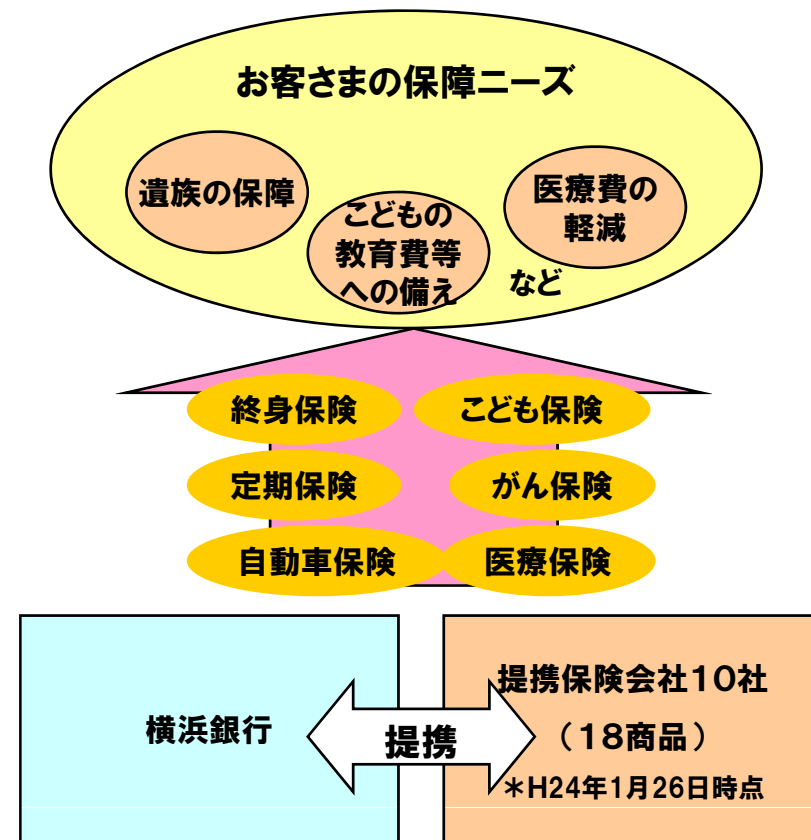 お客さまの保障ニーズ
遺族の保障
こどもの
教育費等
への備え
医療費の
軽減
など
終身保険
こども保険
定期保険
がん保険
自動車保険
医療保険
横浜銀行
提携
提携保険会社１０社
（１８商品）
＊H24年1月26日時点